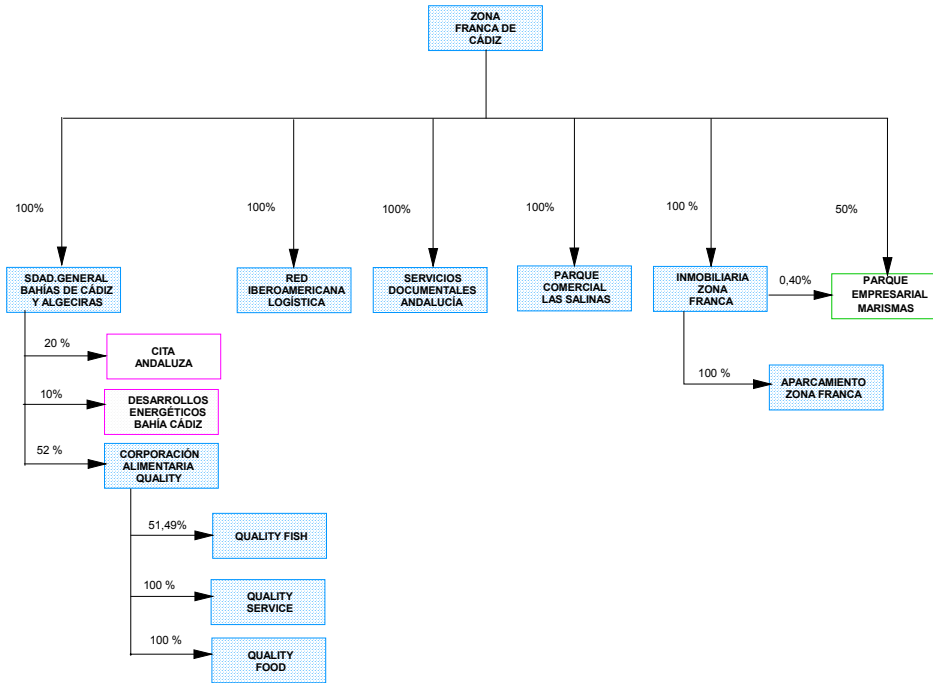 ZONA
FRANCA DE
CÁDIZ
100%
100%
100%
100%
100 %
50%
SDAD.GENERAL
BAHÍAS DE CÁDIZ
Y ALGECIRAS
RED
IBEROAMERICANA
LOGÍSTICA
SERVICIOS
DOCUMENTALES
ANDALUCÍA
PARQUE
COMERCIAL
LAS SALINAS
INMOBILIARIA
ZONA
FRANCA
0,40%
PARQUE
EMPRESARIAL
MARISMAS
20 %
CITA
ANDALUZA
100 %
APARCAMIENTO
ZONA FRANCA
10%
DESARROLLOS
ENERGÉTICOS
BAHÍA CÁDIZ
52 %
CORPORACIÓN
ALIMENTARIA
QUALITY
51,49%
QUALITY FISH
100 %
QUALITY
SERVICE
100 %
QUALITY
FOOD